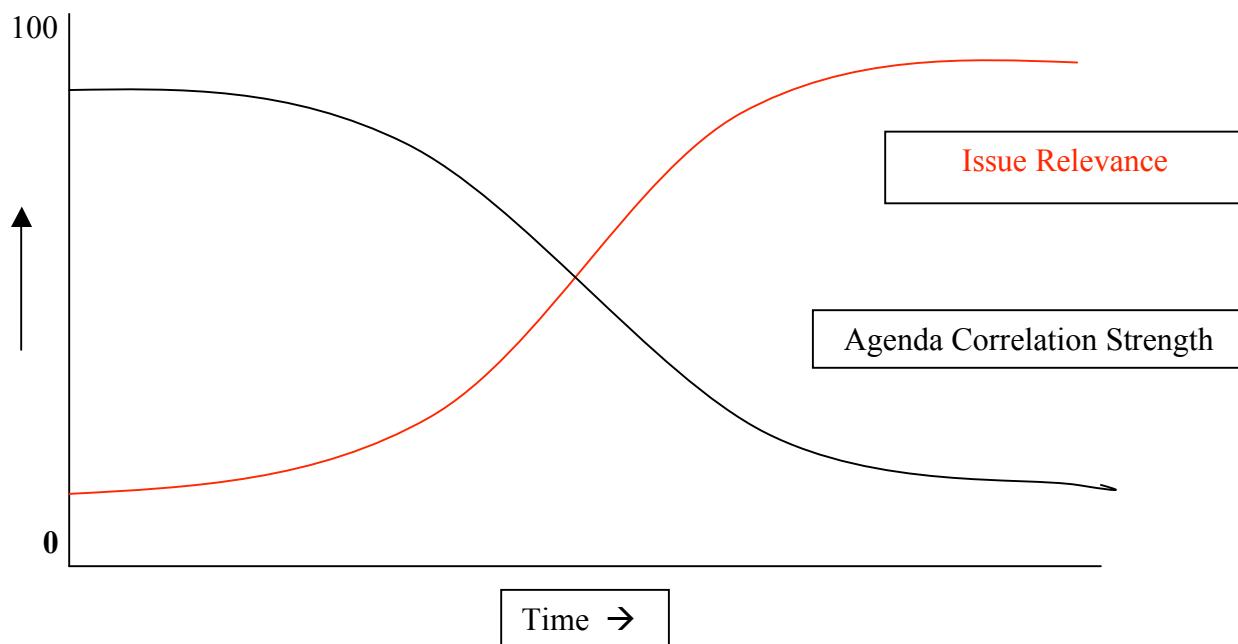 100
Issue Relevance
Agenda Correlation Strength
0
Time →